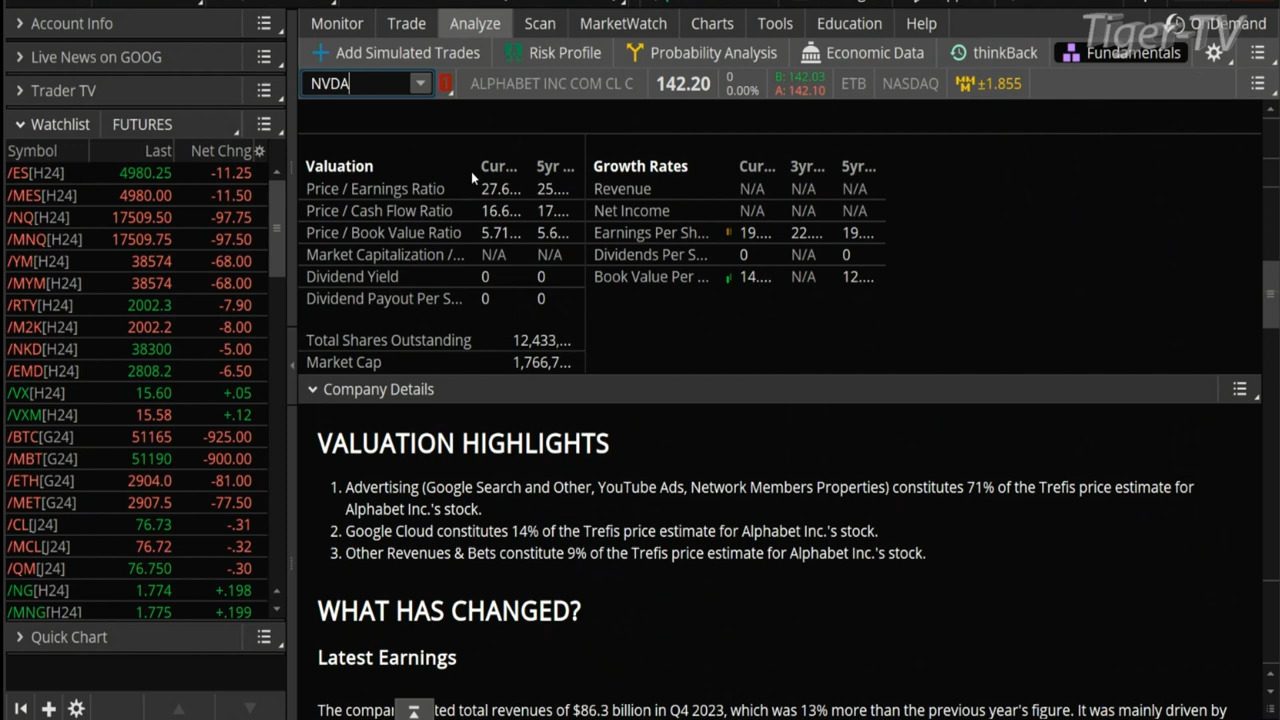 Account Info
Live News on GOOG
Trader TV
Watchlist FUTURES
Symbol Last Net Chng
/ES[H24] 4980.25 -11.25
/MES[H24] 4980.00 -11.50
/NQ[H24] 17509.50 -97.75
/MNQ[H24] 17509.75 -97.50
/YM[H24] 38574 -68.00
/MYM[H24] 38574 -68.00
/RTY[H24] 2002.3 -7.90
/M2K[H24] 2002.2 -8.00
/NKD[H24] 38300 -5.00
/EMD[H24] 2808.2 -6.50
/VX[H24] 15.60 +.05
/VXM[H24] 15.58 +.12
/BTC[G24] 51165 -925.00
/MBT[G24] 51190 -900.00
/ETH[G24] 2904.0 -81.00
/MET[G24] 2907.5 -77.50
/CL[J24] 76.73 -.31
/MCL[J24] 76.72 -.32
/QM[J24] 76.750 -.30
/NG[H24] 1.774 +.198
/MNG[H24] 1.775 +.199
Quick Chart
Monitor Trade Analyze Scan MarketWatch Charts Tools Education Help OnDemand
Tiger-TV
Add Simulated Trades Risk Profile Probability Analysis Economic Data thinkBack Fundamentals
NVDA ALPHABET INC COM CL C 142.20 0 0.00% B: 142.03 A: 142.10 ETB NASDAQ ±1.855
Valuation Cur... 5yr ...
Price / Earnings Ratio 27.6... 25....
Price / Cash Flow Ratio 16.6... 17....
Price / Book Value Ratio 5.71... 5.6...
Market Capitalization /... N/A N/A
Dividend Yield 0 0
Dividend Payout Per S... 0 0
Total Shares Outstanding 12,433,...
Market Cap 1,766,7...
Growth Rates Cur... 3yr... 5yr...
Revenue N/A N/A N/A
Net Income N/A N/A N/A
Earnings Per Sh... 19.... 22.... 19....
Dividends Per S... 0 N/A 0
Book Value Per ... 14.... N/A 12....
Company Details
VALUATION HIGHLIGHTS
1. Advertising (Google Search and Other, YouTube Ads, Network Members Properties) constitutes 71% of the Trefis price estimate for
Alphabet Inc.'s stock.
2. Google Cloud constitutes 14% of the Trefis price estimate for Alphabet Inc.'s stock.
3. Other Revenues & Bets constitute 9% of the Trefis price estimate for Alphabet Inc.'s stock.
WHAT HAS CHANGED?
Latest Earnings
The total revenues of $86.3 billion in Q4 2023, which was 13% more than the previous year's figure. It was mainly driven by